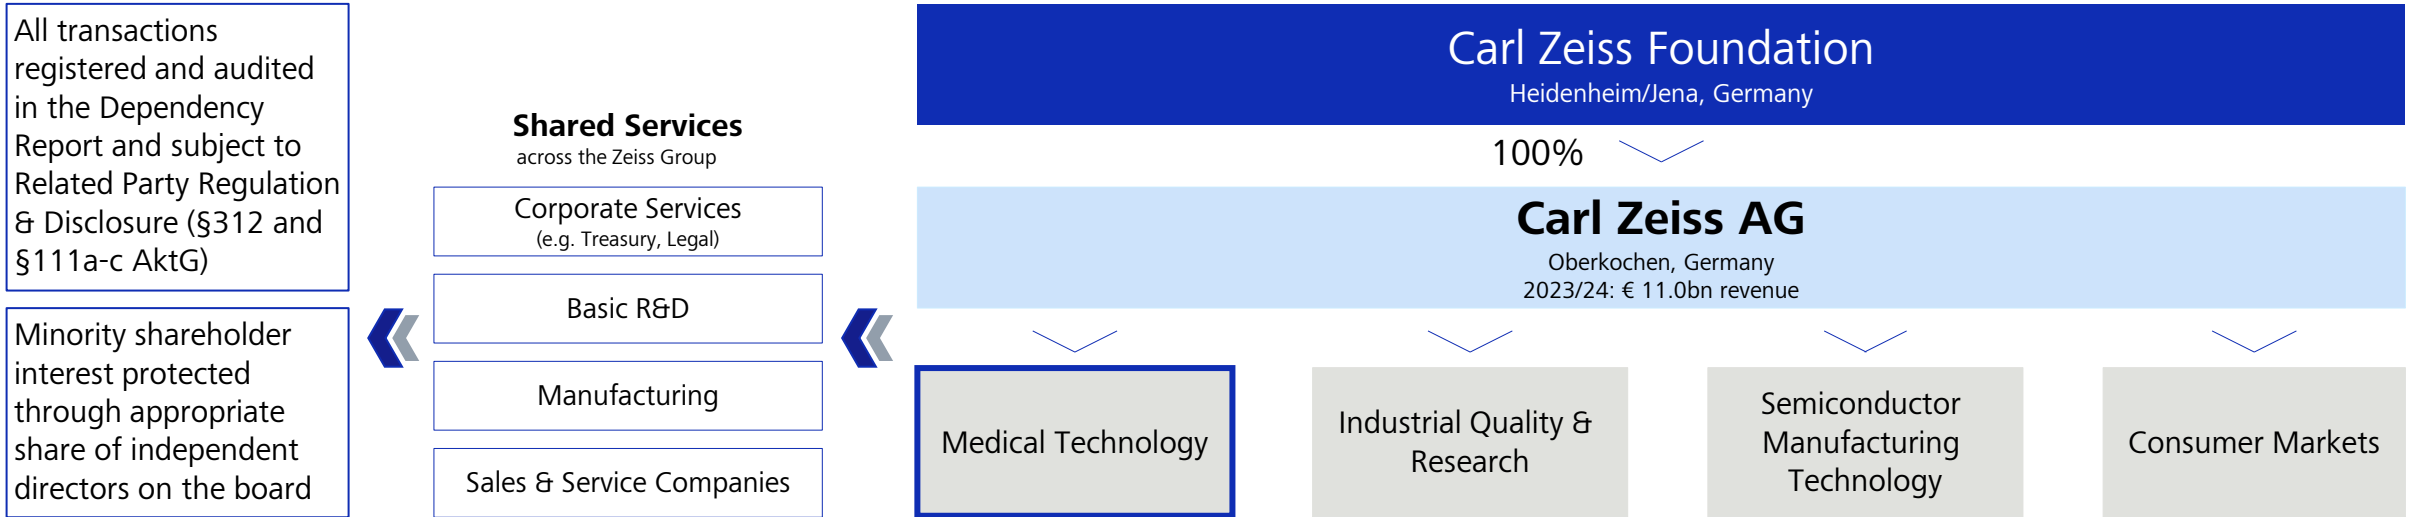 All transactions
registered and audited
in the Dependency
Report and subject to
Related Party Regulation
& Disclosure (§312 and
§111a-c AktG)
Minority shareholder
interest protected
through appropriate
share of independent
directors on the board
Shared Services
across the Zeiss Group
Corporate Services
(e.g. Treasury, Legal)
Basic R&D
Manufacturing
Sales & Service Companies
Carl Zeiss Foundation
Heidenheim/Jena, Germany
100%
Carl Zeiss AG
Oberkochen, Germany
2023/24: € 11.0bn revenue
Medical Technology
Industrial Quality &
Research
Semiconductor
Manufacturing
Technology
Consumer Markets